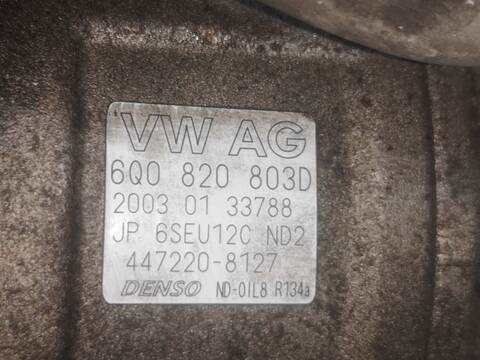 VW AG
6Q0 820 803D
2003 01 33788
JP 6SEU12C ND2
447220-8127
DENSO ND-OIL8 R134a